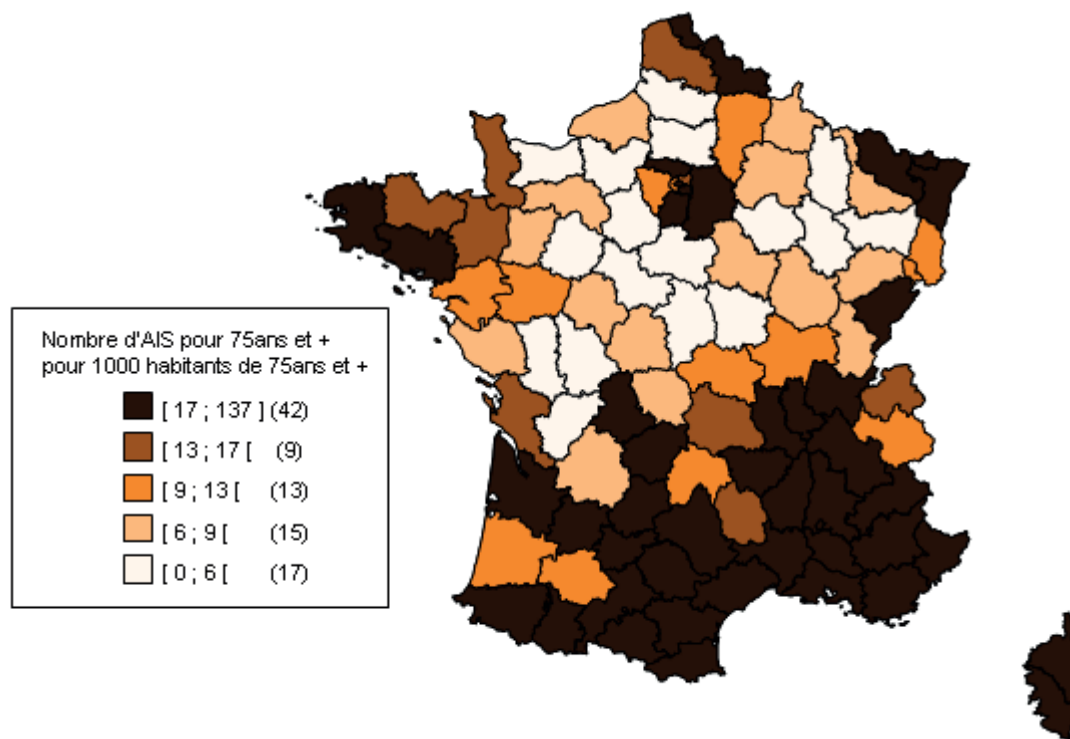 Nombre d'AIS pour 75ans et +
pour 1000 habitants de 75ans et +
[ 17 ; 137 ] (42)
[ 13 ; 17 [ (9)
[ 9 ; 13 [ (13)
[ 6 ; 9 [ (15)
[ 0 ; 6 [ (17)